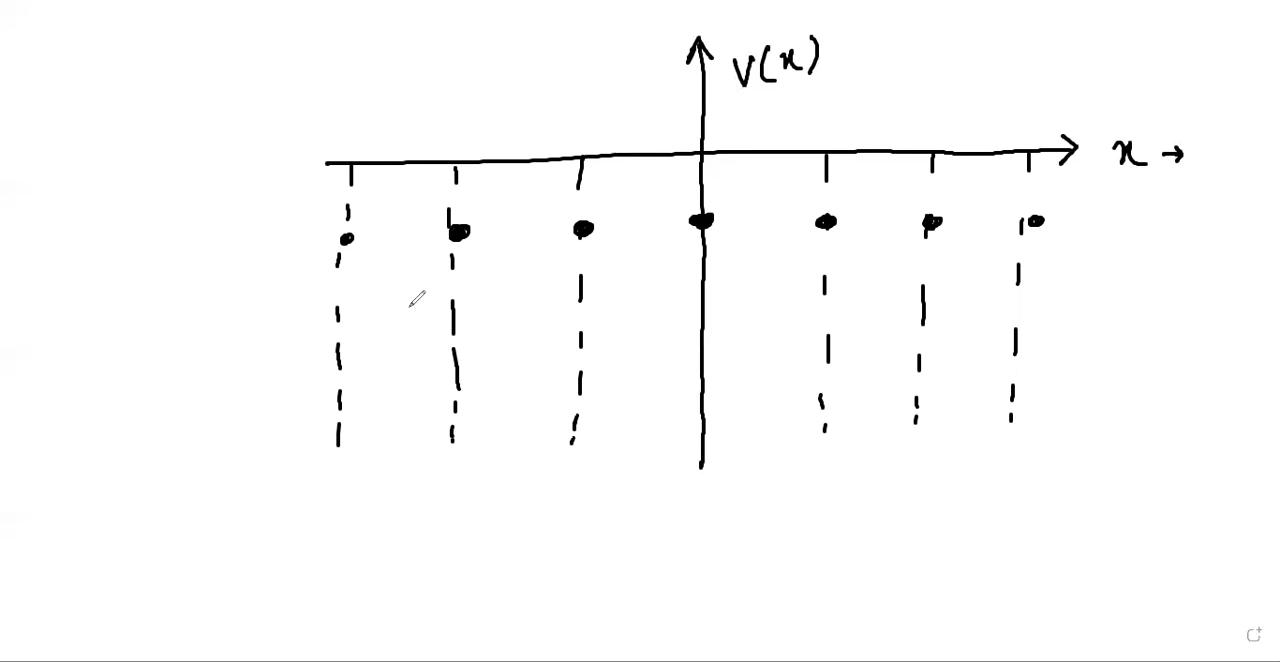 V(x)
x →